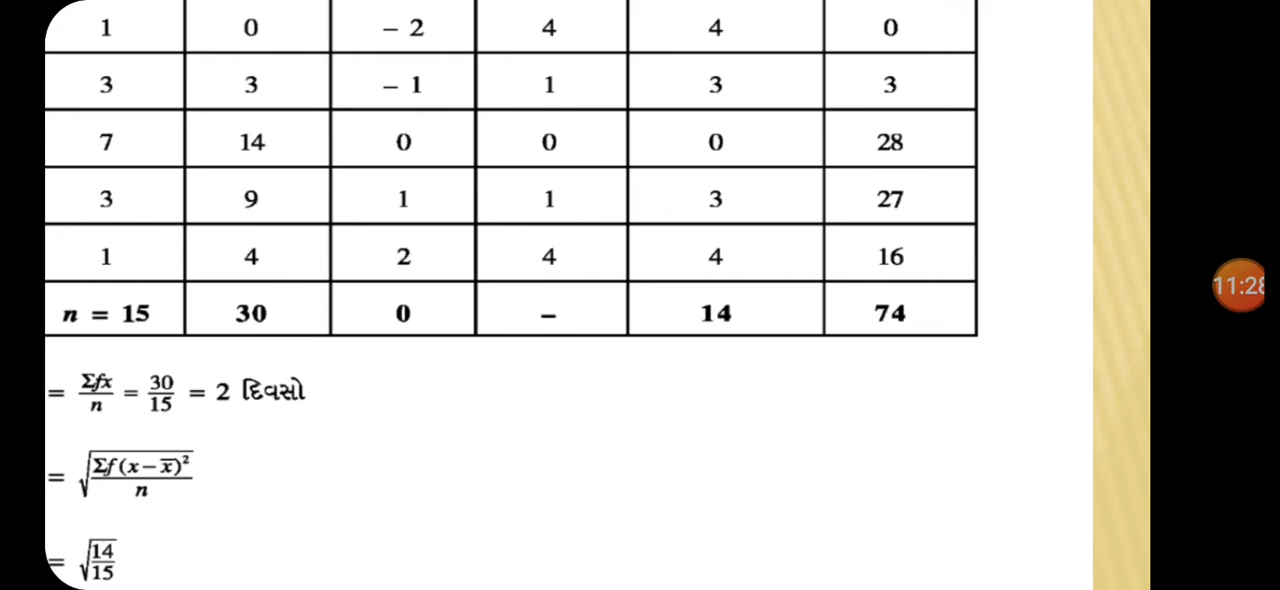 1 0 – 2 4 4 0
3 3 – 1 1 3 3
7 14 0 0 0 28
3 9 1 1 3 27
1 4 2 4 4 16
n = 15 30 0 – 14 74
= Σfx/n = 30/15 = 2 દિવસો
= √(Σf(x – x̅)²/n)
= √(14/15)
11:28